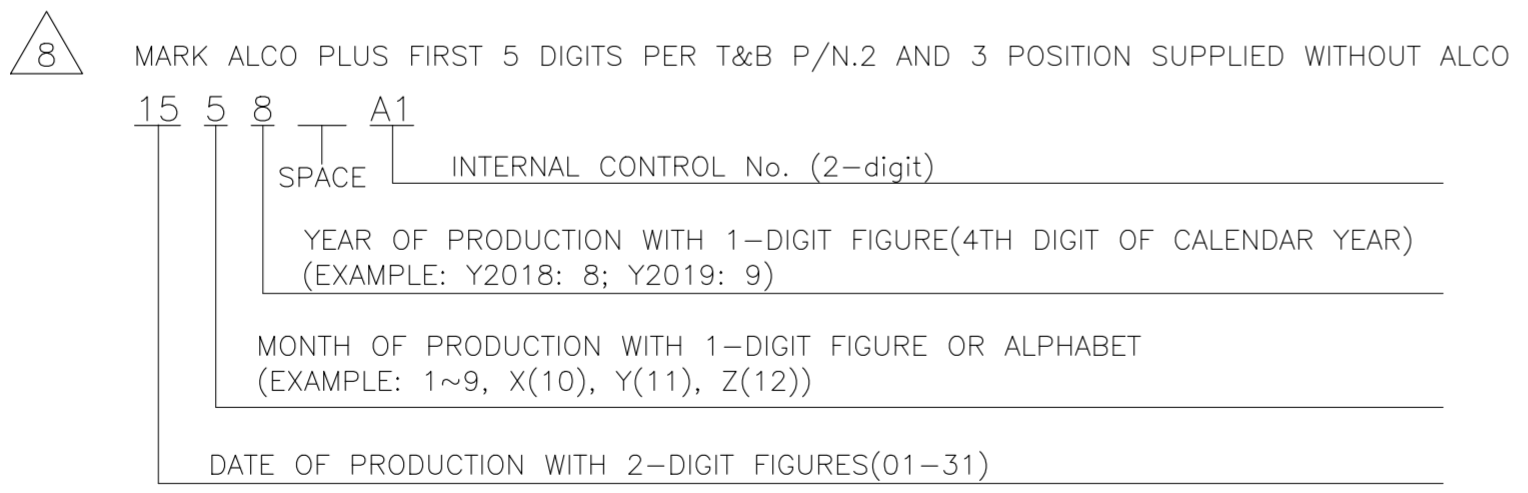 8 MARK ALCO PLUS FIRST 5 DIGITS PER T&B P/N.2 AND 3 POSITION SUPPLIED WITHOUT ALCO
15 5 8 A1
SPACE INTERNAL CONTROL No. (2-digit)
YEAR OF PRODUCTION WITH 1-DIGIT FIGURE(4TH DIGIT OF CALENDAR YEAR)
(EXAMPLE: Y2018: 8; Y2019: 9)
MONTH OF PRODUCTION WITH 1-DIGIT FIGURE OR ALPHABET
(EXAMPLE: 1~9, X(10), Y(11), Z(12))
DATE OF PRODUCTION WITH 2-DIGIT FIGURES(01-31)